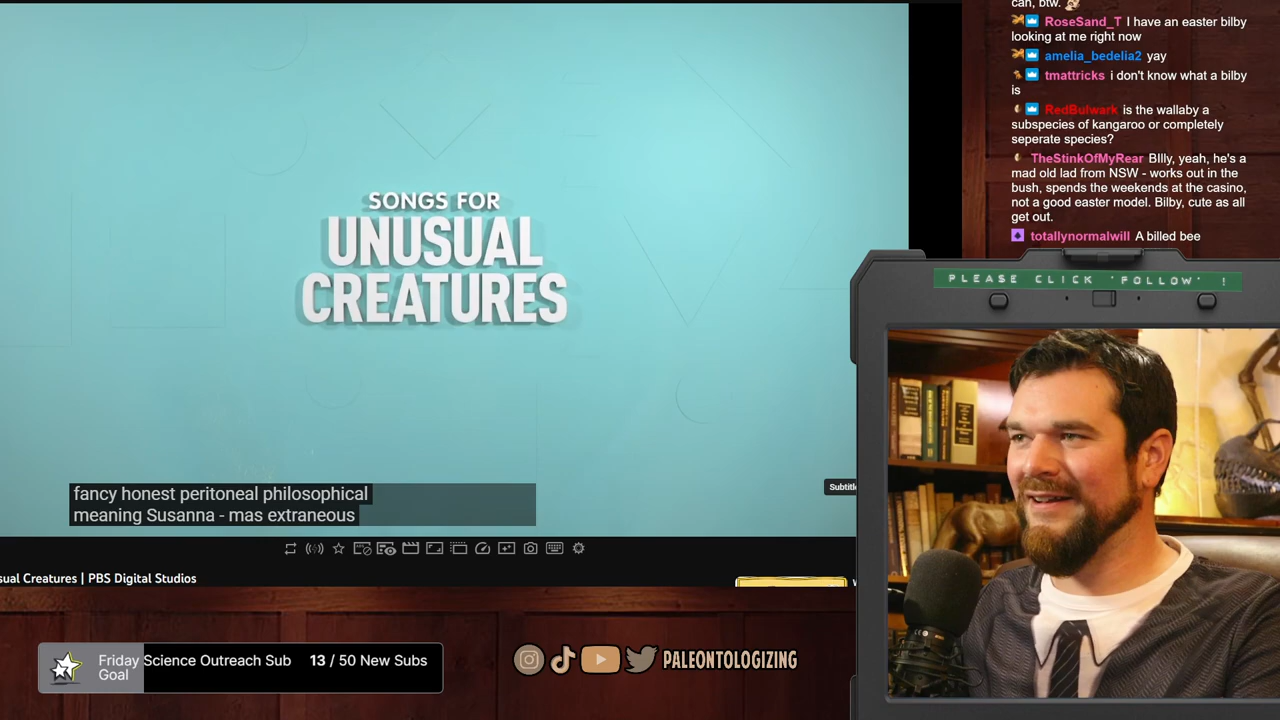 can, btw.
RoseSand_T I have an easter bilby
looking at me right now
amelia_bedelia2 yay
tmattricks i don't know what a bilby
is
RedBulwark is the wallaby a
subspecies of kangaroo or completely
seperate species?
TheStinkOfMyRear BIlly, yeah, he's a
mad old lad from NSW - works out in the
bush, spends the weekends at the casino,
not a good easter model. Bilby, cute as all
get out.
totallynormalwill A billed bee
SONGS FOR
UNUSUAL
CREATURES
PLEASE CLICK 'FOLLOW' !
fancy honest peritoneal philosophical
meaning Susanna - mas extraneous
Subtitle
sual Creatures | PBS Digital Studios
Friday Science Outreach Sub
Goal
13 / 50 New Subs
PALEONTOLOGIZING